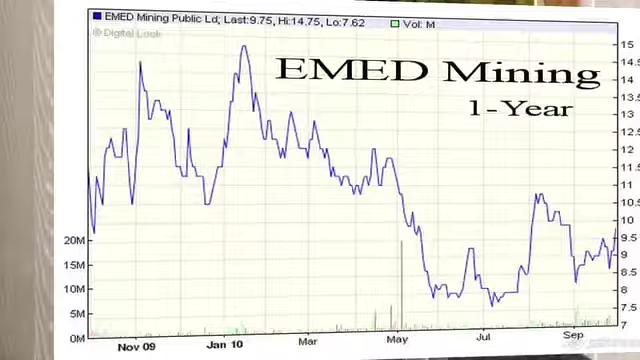 EMED Mining Public Ld; Last:9.75, Hi:14.75, Lo:7.62 Vol: M
© Digital Look
EMED Mining
1-Year
15
14.5
14
13.5
13
12.5
12
11.5
11
10.5
10
9.5
9
8.5
8
7.5
7
20M
15M
10M
5M
0M
Nov 09 Jan 10 Mar May Jul Sep